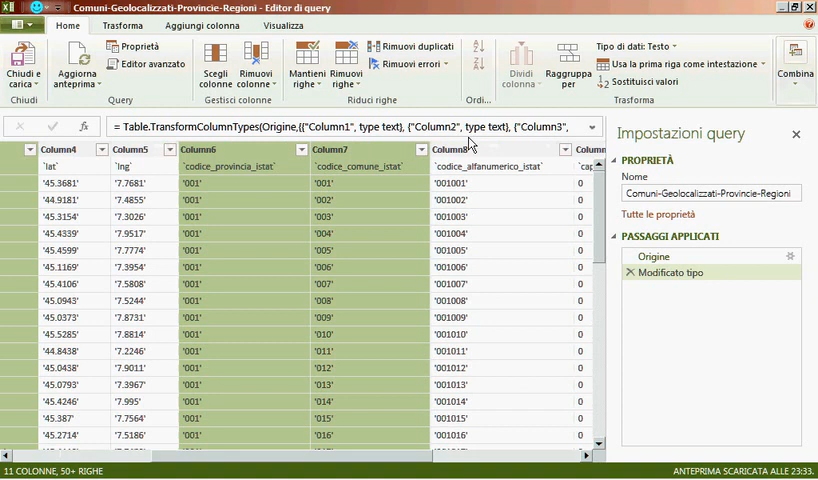 Comuni-Geolocalizzati-Provincie-Regioni - Editor di query
Home Trasforma Aggiungi colonna Visualizza
Chiudi e carica
Chiudi
Aggiorna anteprima
Proprietà
Editor avanzato
Query
Scegli colonne
Rimuovi colonne
Gestisci colonne
Mantieni righe
Rimuovi righe
Rimuovi duplicati
Rimuovi errori
Riduci righe
Ordi...
Dividi colonna
Raggruppa per
Tipo di dati: Testo
Usa la prima riga come intestazione
Sostituisci valori
Trasforma
Combina
fx = Table.TransformColumnTypes(Origine,{{"Column1", type text}, {"Column2", type text}, {"Column3",
Column4 Column5 Column6 Column7 Column8
`lat` `lng` `codice_provincia_istat` `codice_comune_istat` `codice_alfanumerico_istat`
'45.3681' '7.7681' '001' '001' '001001' 0
'44.9181' '7.4855' '001' '002' '001002' 0
'45.3154' '7.3026' '001' '003' '001003' 0
'45.4339' '7.9517' '001' '004' '001004' 0
'45.4599' '7.7774' '001' '005' '001005' 0
'45.1169' '7.3954' '001' '006' '001006' 0
'45.4106' '7.5808' '001' '007' '001007' 0
'45.0943' '7.5244' '001' '008' '001008' 0
'45.0373' '7.8731' '001' '009' '001009' 0
'45.5285' '7.8814' '001' '010' '001010' 0
'44.8438' '7.2246' '001' '011' '001011' 0
'45.0438' '7.9011' '001' '012' '001012' 0
'45.0793' '7.3967' '001' '013' '001013' 0
'45.4246' '7.995' '001' '014' '001014' 0
'45.387' '7.7564' '001' '015' '001015' 0
'45.2714' '7.5186' '001' '016' '001016' 0
Impostazioni query
PROPRIETÀ
Nome
Comuni-Geolocalizzati-Provincie-Regioni
Tutte le proprietà
PASSAGGI APPLICATI
Origine
Modificato tipo
11 COLONNE, 50+ RIGHE
ANTEPRIMA SCARICATA ALLE 23:33.